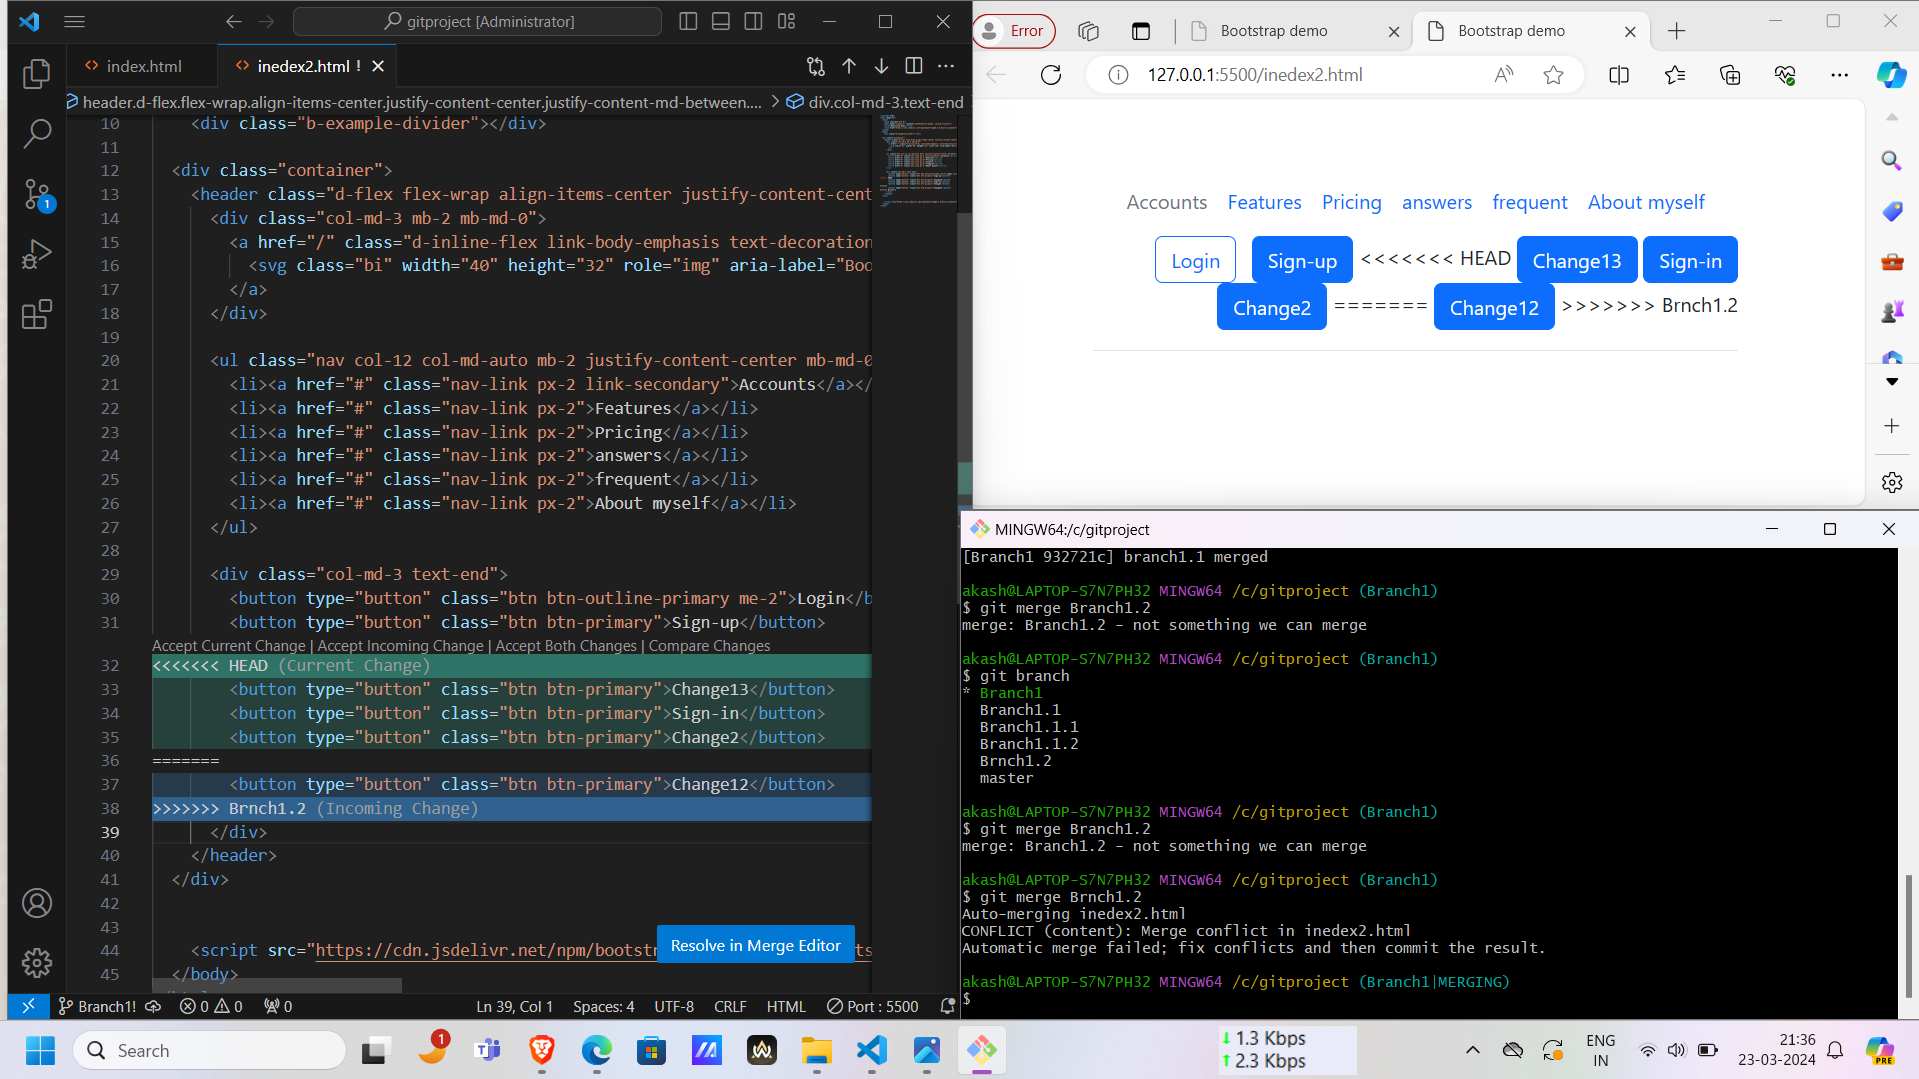 gitproject [Administrator]
index.html
inedex2.html !
header.d-flex.flex-wrap.align-items-center.justify-content-center.justify-content-md-between.... > div.col-md-3.text-end
10 <div class="b-example-divider"></div>
11
12 <div class="container">
13 <header class="d-flex flex-wrap align-items-center justify-content-cent
14 <div class="col-md-3 mb-2 mb-md-0">
15 <a href="/" class="d-inline-flex link-body-emphasis text-decoration
16 <svg class="bi" width="40" height="32" role="img" aria-label="Boo
17 </a>
18 </div>
19
20 <ul class="nav col-12 col-md-auto mb-2 justify-content-center mb-md-0
21 <li><a href="#" class="nav-link px-2 link-secondary">Accounts</a></
22 <li><a href="#" class="nav-link px-2">Features</a></li>
23 <li><a href="#" class="nav-link px-2">Pricing</a></li>
24 <li><a href="#" class="nav-link px-2">answers</a></li>
25 <li><a href="#" class="nav-link px-2">frequent</a></li>
26 <li><a href="#" class="nav-link px-2">About myself</a></li>
27 </ul>
28
29 <div class="col-md-3 text-end">
30 <button type="button" class="btn btn-outline-primary me-2">Login</b
31 <button type="button" class="btn btn-primary">Sign-up</button>
Accept Current Change | Accept Incoming Change | Accept Both Changes | Compare Changes
32 <<<<<<< HEAD (Current Change)
33 <button type="button" class="btn btn-primary">Change13</button>
34 <button type="button" class="btn btn-primary">Sign-in</button>
35 <button type="button" class="btn btn-primary">Change2</button>
36 =======
37 <button type="button" class="btn btn-primary">Change12</button>
38 >>>>>>> Brnch1.2 (Incoming Change)
39 </div>
40 </header>
41 </div>
42
43
44 <script src="https://cdn.jsdelivr.net/npm/bootstr
Resolve in Merge Editor
ts
45 </body>
1
Branch1! 0 0 0 Ln 39, Col 1 Spaces: 4 UTF-8 CRLF HTML Port : 5500
Error
Bootstrap demo
Bootstrap demo
127.0.0.1:5500/inedex2.html
Accounts Features Pricing answers frequent About myself
Login Sign-up <<<<<<< HEAD Change13 Sign-in
Change2 ======= Change12 >>>>>>> Brnch1.2
MINGW64:/c/gitproject
[Branch1 932721c] branch1.1 merged
akash@LAPTOP-S7N7PH32 MINGW64 /c/gitproject (Branch1)
$ git merge Branch1.2
merge: Branch1.2 - not something we can merge
akash@LAPTOP-S7N7PH32 MINGW64 /c/gitproject (Branch1)
$ git branch
* Branch1
Branch1.1
Branch1.1.1
Branch1.1.2
Brnch1.2
master
akash@LAPTOP-S7N7PH32 MINGW64 /c/gitproject (Branch1)
$ git merge Branch1.2
merge: Branch1.2 - not something we can merge
akash@LAPTOP-S7N7PH32 MINGW64 /c/gitproject (Branch1)
$ git merge Brnch1.2
Auto-merging inedex2.html
CONFLICT (content): Merge conflict in inedex2.html
Automatic merge failed; fix conflicts and then commit the result.
akash@LAPTOP-S7N7PH32 MINGW64 /c/gitproject (Branch1|MERGING)
$
Search
1
1.3 Kbps
2.3 Kbps
ENG
IN
21:36
23-03-2024
PRE